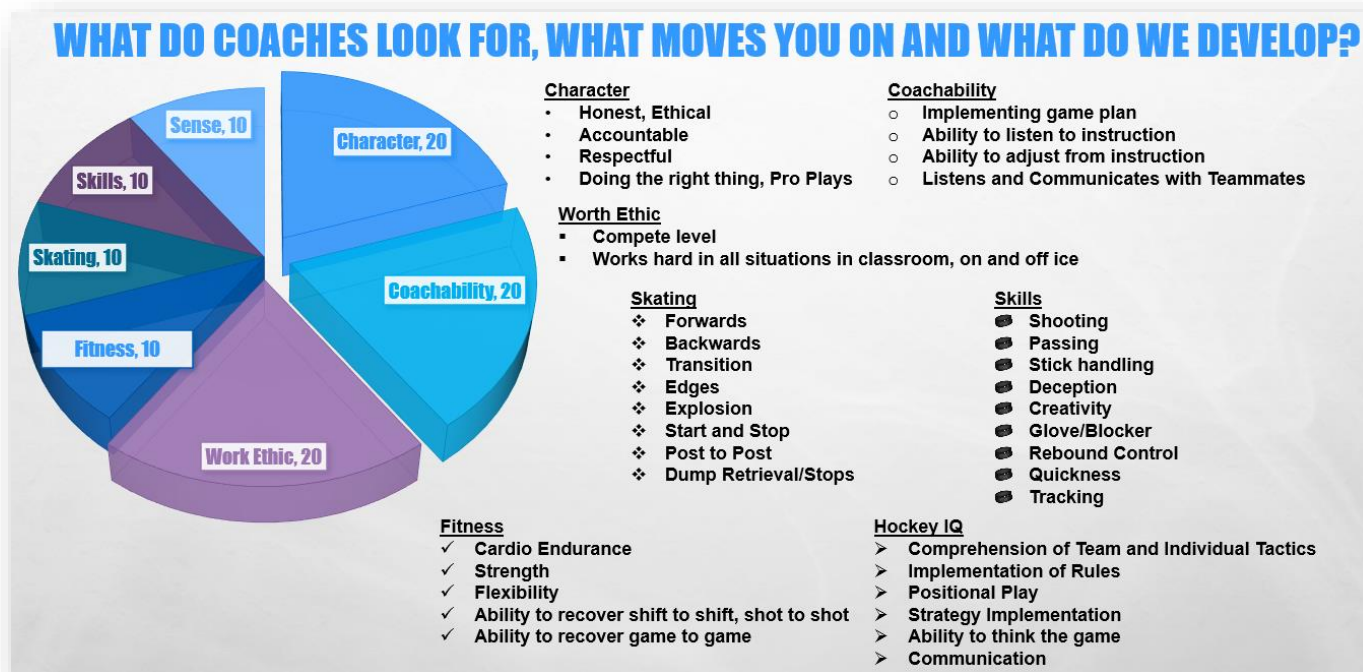 WHAT DO COACHES LOOK FOR, WHAT MOVES YOU ON AND WHAT DO WE DEVELOP?
Sense, 10
Character, 20
Skills, 10
Skating, 10
Coachability, 20
Fitness, 10
Work Ethic, 20
Character
• Honest, Ethical
• Accountable
• Respectful
• Doing the right thing, Pro Plays
Coachability
o Implementing game plan
o Ability to listen to instruction
o Ability to adjust from instruction
o Listens and Communicates with Teammates
Worth Ethic
▪ Compete level
▪ Works hard in all situations in classroom, on and off ice
Skating
❖ Forwards
❖ Backwards
❖ Transition
❖ Edges
❖ Explosion
❖ Start and Stop
❖ Post to Post
❖ Dump Retrieval/Stops
Skills
Shooting
Passing
Stick handling
Deception
Creativity
Glove/Blocker
Rebound Control
Quickness
Tracking
Fitness
✓ Cardio Endurance
✓ Strength
✓ Flexibility
✓ Ability to recover shift to shift, shot to shot
✓ Ability to recover game to game
Hockey IQ
➢ Comprehension of Team and Individual Tactics
➢ Implementation of Rules
➢ Positional Play
➢ Strategy Implementation
➢ Ability to think the game
➢ Communication